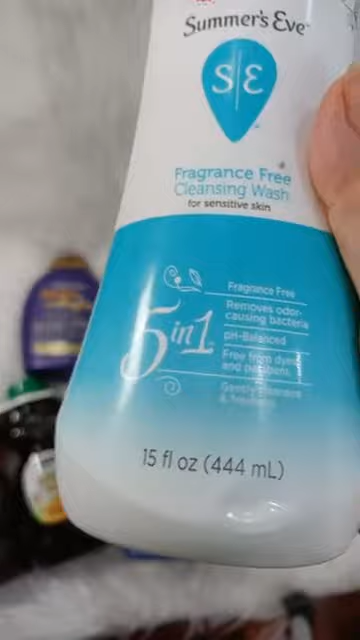 Summer's Eve
S|E
Fragrance Free
Cleansing Wash
for sensitive skin
5 in 1
Fragrance Free
Removes odor-
causing bacteria
pH-Balanced
Free from dyes
and parabens
15 fl oz (444 mL)